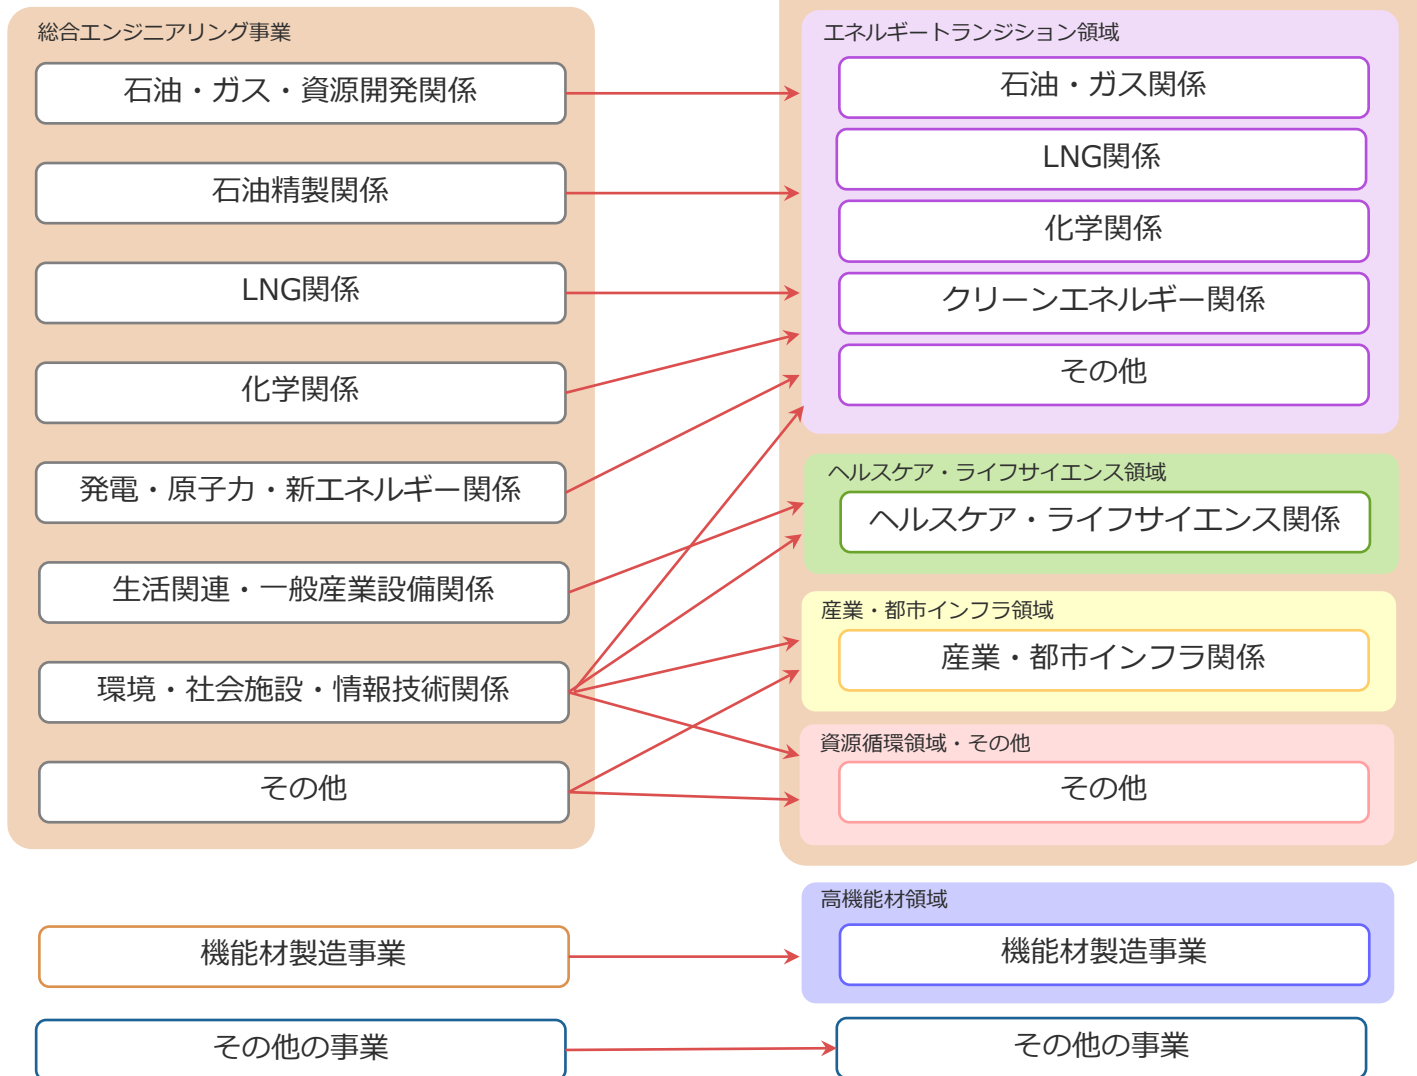 総合エンジニアリング事業
石油・ガス・資源開発関係
石油精製関係
LNG関係
化学関係
発電・原子力・新エネルギー関係
生活関連・一般産業設備関係
環境・社会施設・情報技術関係
その他
機能材製造事業
その他の事業
エネルギートランジション領域
石油・ガス関係
LNG関係
化学関係
クリーンエネルギー関係
その他
ヘルスケア・ライフサイエンス領域
ヘルスケア・ライフサイエンス関係
産業・都市インフラ領域
産業・都市インフラ関係
資源循環領域・その他
その他
高機能材領域
機能材製造事業
その他の事業